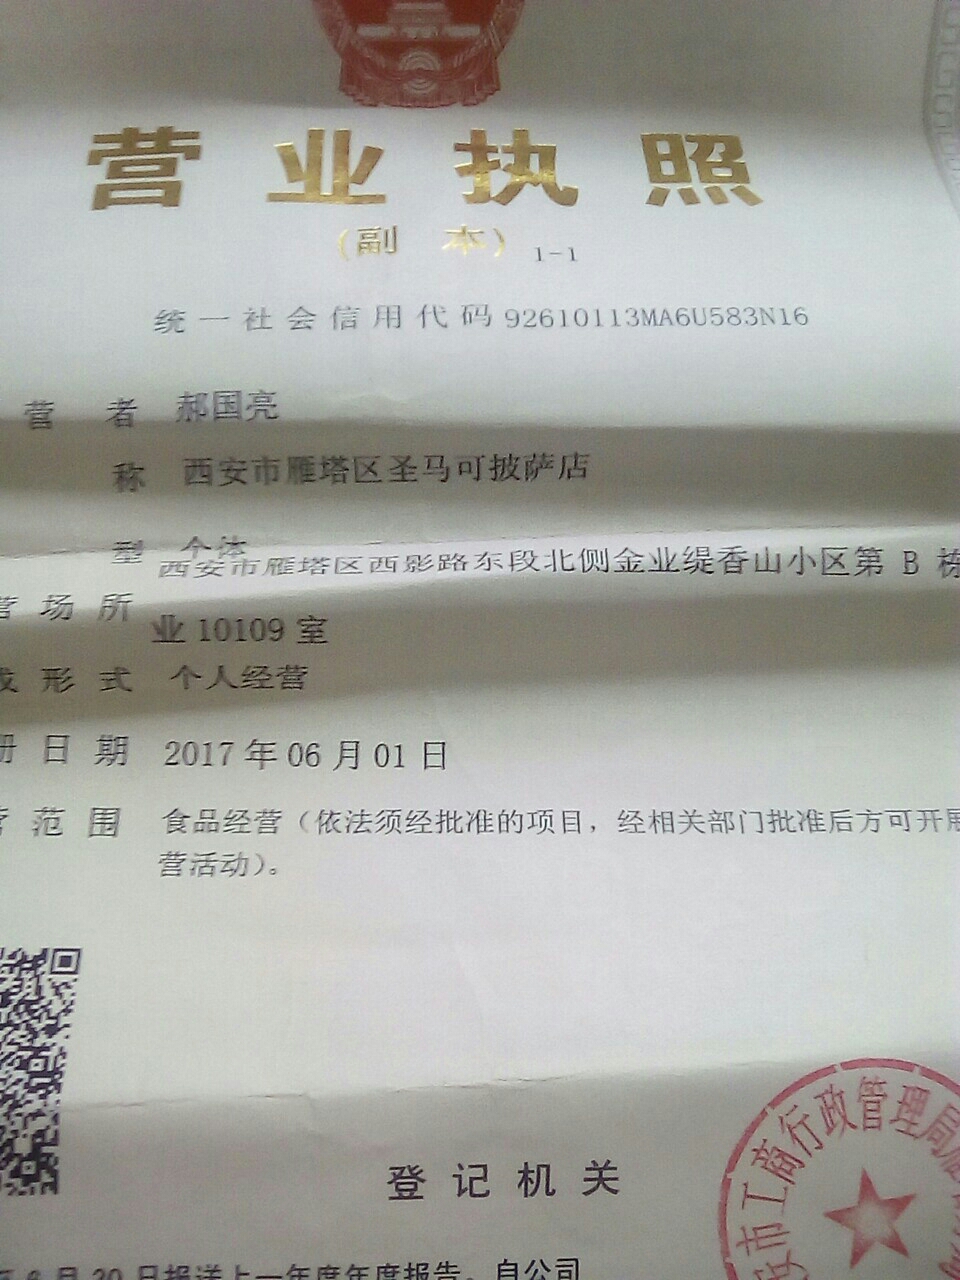 营业执照
（副 本） 1-1
统一社会信用代码 92610113MA6U583N16
营 者 郝国亮
称 西安市雁塔区圣马可披萨店
型 个体
西安市雁塔区西影路东段北侧金业缇香山小区第 B 栋
营场所
业 10109 室
成形式 个人经营
册日期 2017 年 06 月 01 日
营范围 食品经营（依法须经批准的项目，经相关部门批准后方可开展
营活动）。
安市工商行政管理局
登记机关
6 月 30 日报送上一年度年度报告。自公司